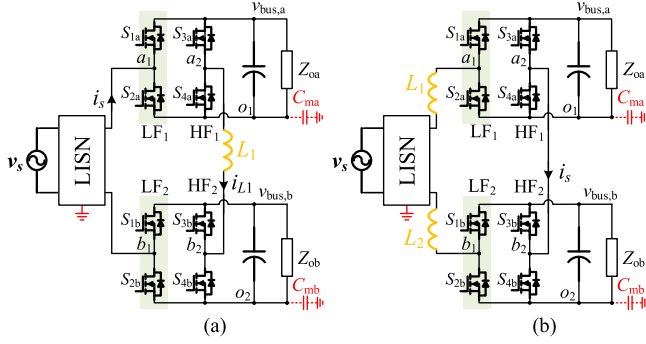 v_bus,a
v_bus,a
S_1a
S_3a
S_1a
S_3a
a_1
a_2
Z_oa
a_1
a_2
Z_oa
i_s
S_2a
S_4a
C_ma
L_1
S_2a
S_4a
C_ma
o_1
o_1
LF_1
HF_1
LF_1
HF_1
v_s
LISN
L_1
v_s
LISN
i_s
LF_2
HF_2
i_L1
LF_2
HF_2
v_bus,b
v_bus,b
S_1b
S_3b
L_2
S_1b
S_3b
b_1
b_2
Z_ob
b_1
b_2
Z_ob
S_2b
S_4b
C_mb
S_2b
S_4b
C_mb
o_2
o_2
(a)
(b)